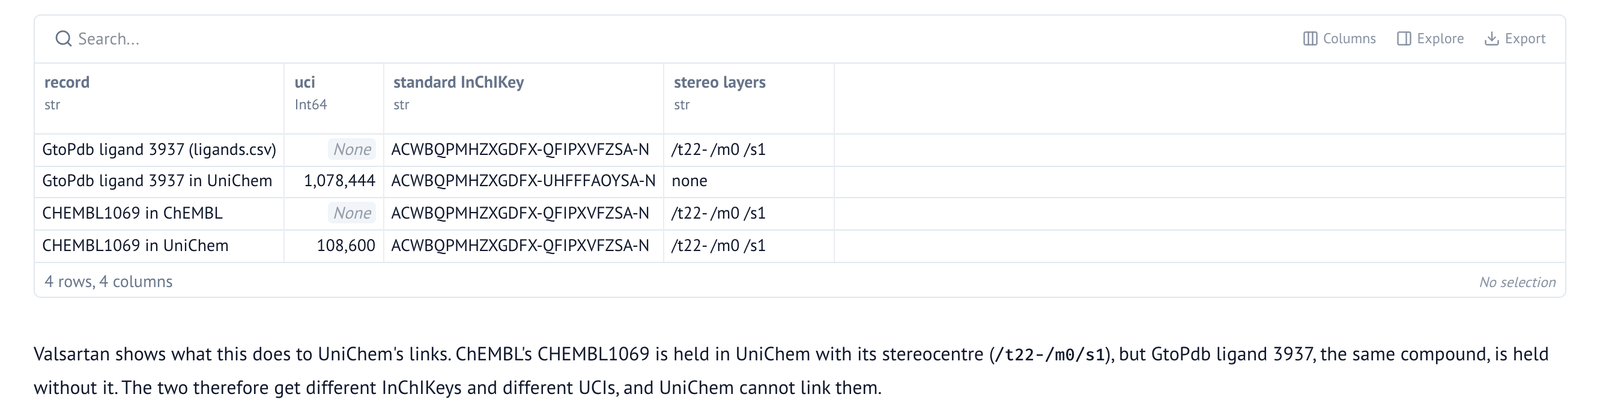 Search...
Columns Explore Export
record uci standard InChIKey stereo layers
str Int64 str str
GtoPdb ligand 3937 (ligands.csv) None ACWBQPMHZXGDFX-QFIPXVFZSA-N /t22- /m0 /s1
GtoPdb ligand 3937 in UniChem 1,078,444 ACWBQPMHZXGDFX-UHFFFAOYSA-N none
CHEMBL1069 in ChEMBL None ACWBQPMHZXGDFX-QFIPXVFZSA-N /t22- /m0 /s1
CHEMBL1069 in UniChem 108,600 ACWBQPMHZXGDFX-QFIPXVFZSA-N /t22- /m0 /s1
4 rows, 4 columns No selection
Valsartan shows what this does to UniChem's links. ChEMBL's CHEMBL1069 is held in UniChem with its stereocentre (/t22-/m0/s1), but GtoPdb ligand 3937, the same compound, is held
without it. The two therefore get different InChIKeys and different UCIs, and UniChem cannot link them.